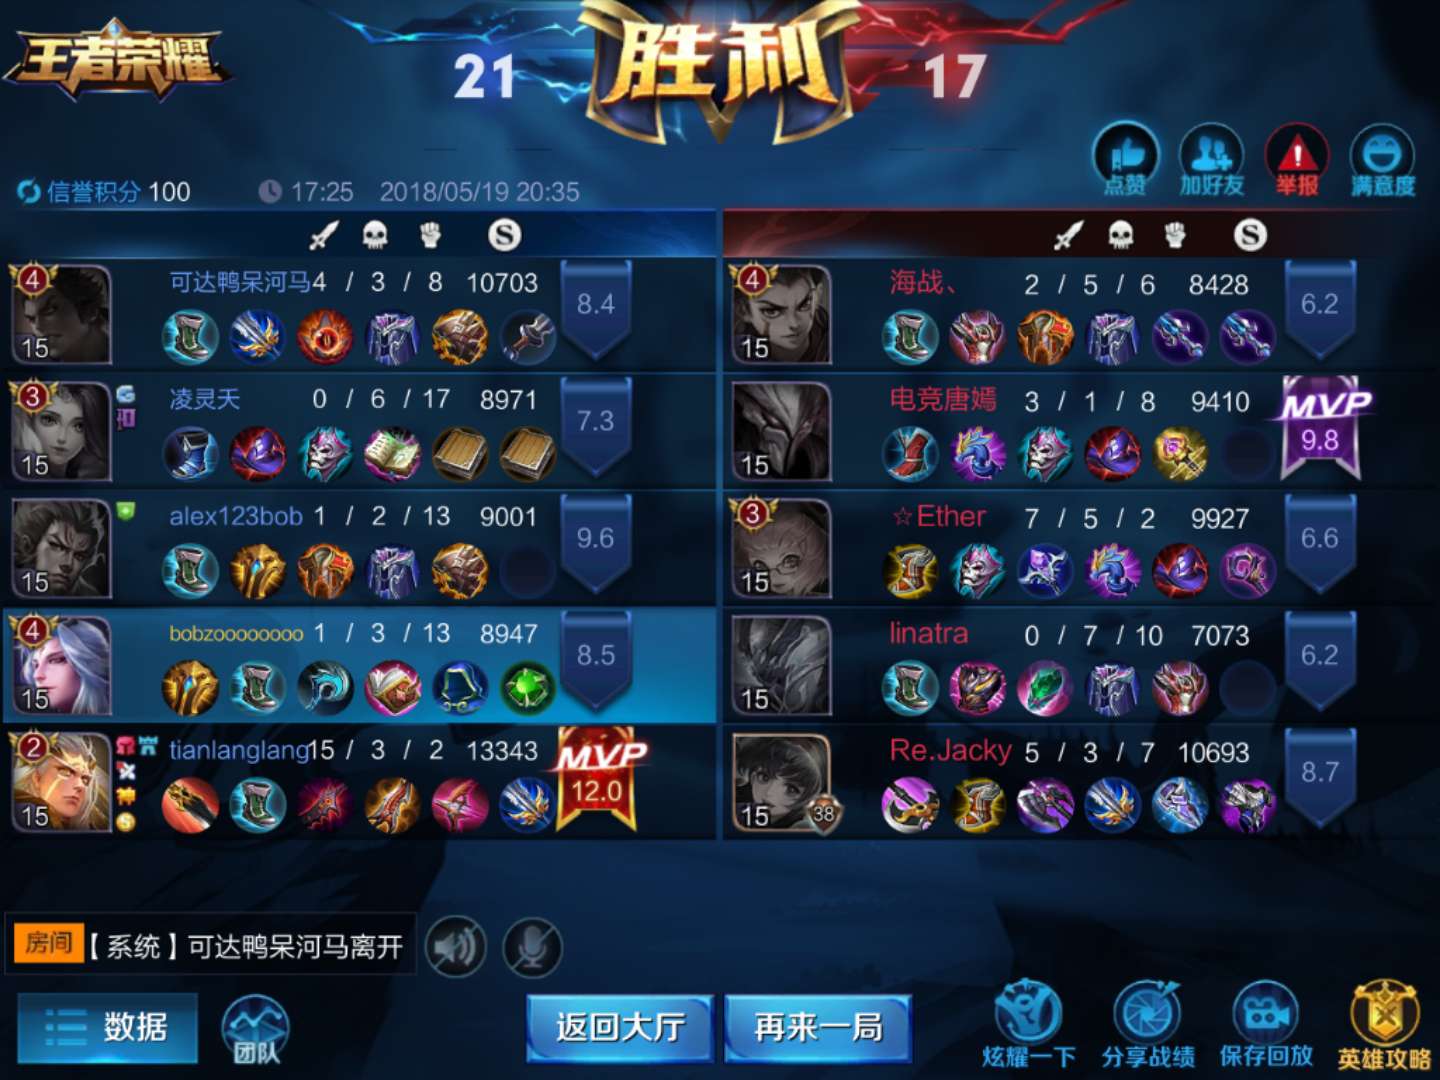 王者荣耀
21 胜利 17
点赞 加好友 举报 满意度
信誉积分 100 17:25 2018/05/19 20:35
S
S
4 15 可达鸭呆河马 4 / 3 / 8 10703 8.4
4 15 海战、 2 / 5 / 6 8428 6.2
3 15 凌灵天 0 / 6 / 17 8971 7.3
15 电竞唐嫣 3 / 1 / 8 9410 MVP 9.8
15 alex123bob 1 / 2 / 13 9001 9.6
3 15 ☆Ether 7 / 5 / 2 9927 6.6
4 15 bobzoooooooo 1 / 3 / 13 8947 8.5
15 linatra 0 / 7 / 10 7073 6.2
2 15 神 tianlanglang 15 / 3 / 2 13343 MVP 12.0
15 38 Re.Jacky 5 / 3 / 7 10693 8.7
房间 【系统】可达鸭呆河马离开
数据 团队 返回大厅 再来一局 炫耀一下 分享战绩 保存回放 英雄攻略